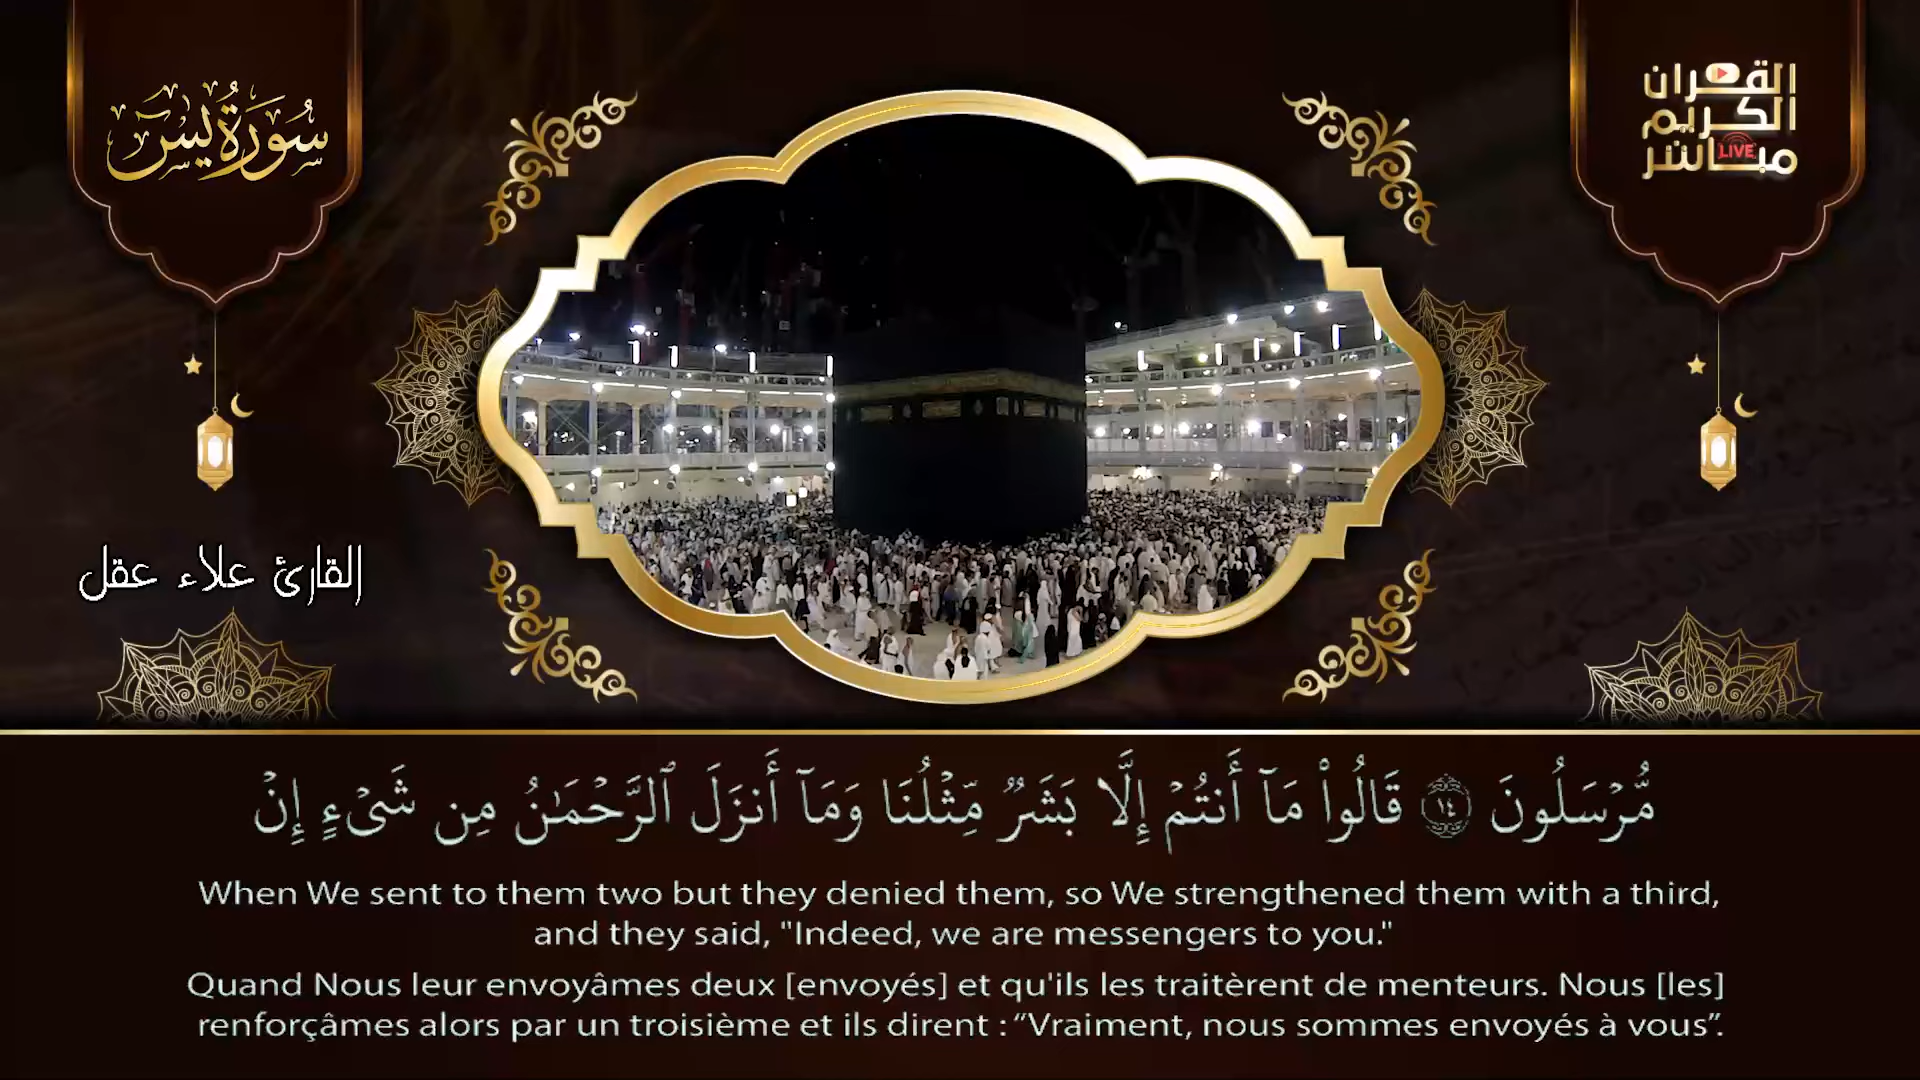 سُورَةُ يس
القرآن
الكريم
مباشر
LIVE
القارئ علاء عقل
مُّرۡسَلُونَ ١٤ قَالُواْ مَآ أَنتُمۡ إِلَّا بَشَرٞ مِّثۡلُنَا وَمَآ أَنزَلَ ٱلرَّحۡمَٰنُ مِن شَيۡءٍ إِنۡ
When We sent to them two but they denied them, so We strengthened them with a third,
and they said, "Indeed, we are messengers to you."
Quand Nous leur envoyâmes deux [envoyés] et qu'ils les traitèrent de menteurs. Nous [les]
renforçâmes alors par un troisième et ils dirent : “Vraiment, nous sommes envoyés à vous”.